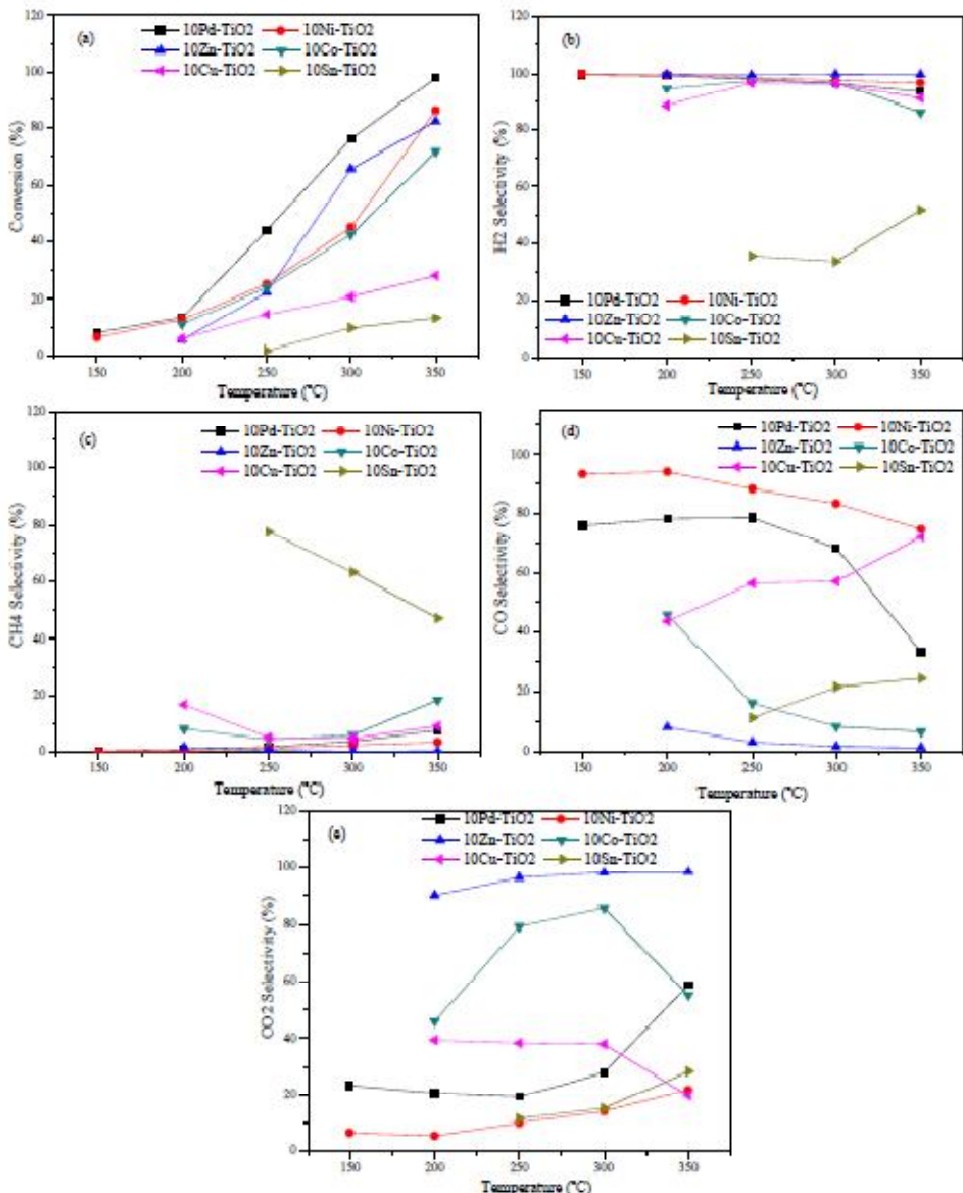 (a)
10Pd-TiO2 10Ni-TiO2
10Zn-TiO2 10Co-TiO2
10Cu-TiO2 10Sn-TiO2
Conversion (%)
120
100
80
60
40
20
0
150 200 250 300 350
Temperature (°C)
(b)
H2 Selectivity (%)
120
100
80
60
40
20
0
10Pd-TiO2 10Ni-TiO2
10Zn-TiO2 10Co-TiO2
10Cu-TiO2 10Sn-TiO2
150 200 250 300 350
Temperature (°C)
(c)
10Pd-TiO2 10Ni-TiO2
10Zn-TiO2 10Co-TiO2
10Cu-TiO2 10Sn-TiO2
CH4 Selectivity (%)
120
100
80
60
40
20
0
150 200 250 300 350
Temperature (°C)
(d)
10Pd-TiO2 10Ni-TiO2
10Zn-TiO2 10Co-TiO2
10Cu-TiO2 10Sn-TiO2
CO Selectivity (%)
100
80
60
40
20
0
150 200 250 300 350
Temperature (°C)
(e)
10Pd-TiO2 10Ni-TiO2
10Zn-TiO2 10Co-TiO2
10Cu-TiO2 10Sn-TiO2
CO2 Selectivity (%)
120
100
80
60
40
20
0
150 200 250 300 350
Temperature (°C)